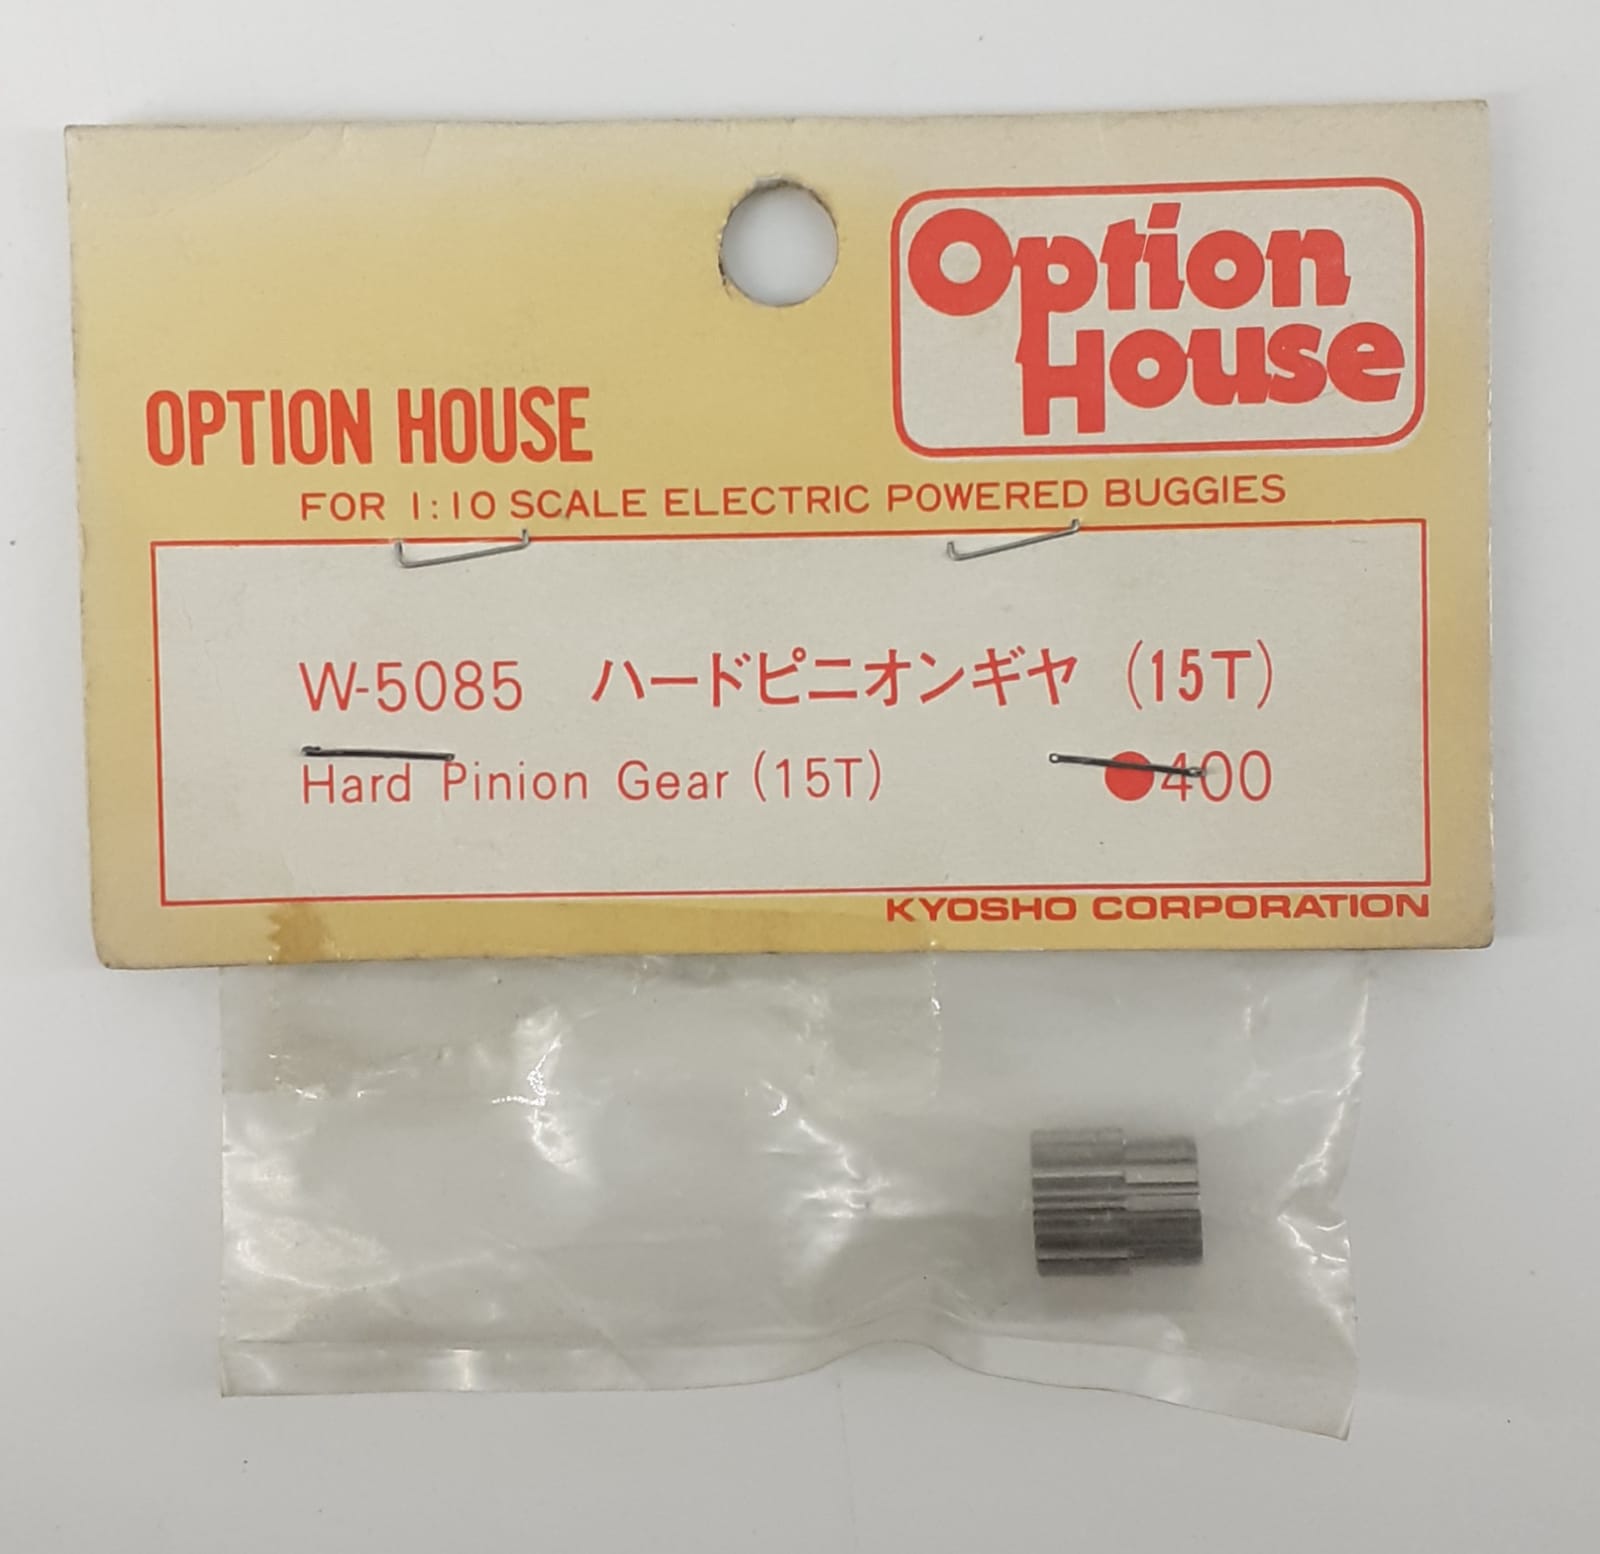 Option
House
OPTION HOUSE
FOR 1:10 SCALE ELECTRIC POWERED BUGGIES
W-5085 ハードピニオンギヤ (15T)
Hard Pinion Gear (15T) ●400
KYOSHO CORPORATION